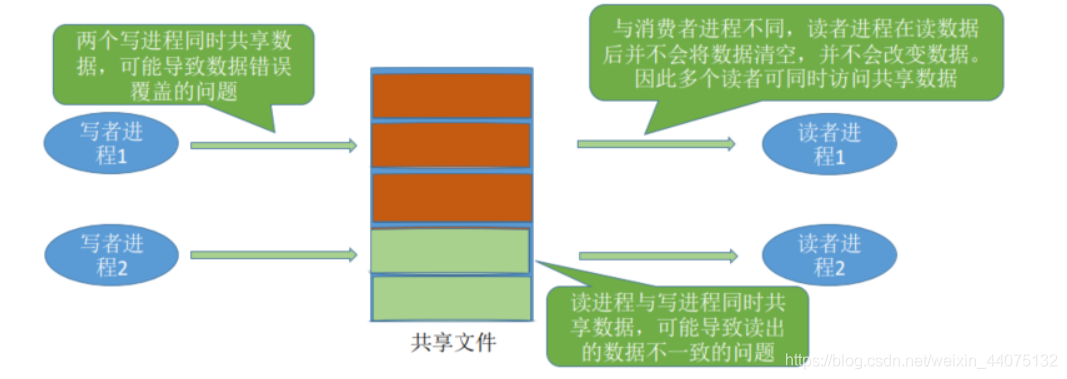 两个写进程同时共享数
据，可能导致数据错误
覆盖的问题
与消费者进程不同，读者进程在读数据
后并不会将数据清空，并不会改变数据。
因此多个读者可同时访问共享数据
写者进
程1
读者进
程1
写者进
程2
读者进
程2
读进程与写进程同时共
享数据，可能导致读出
的数据不一致的问题
共享文件
https://blog.csdn.net/weixin_44075132